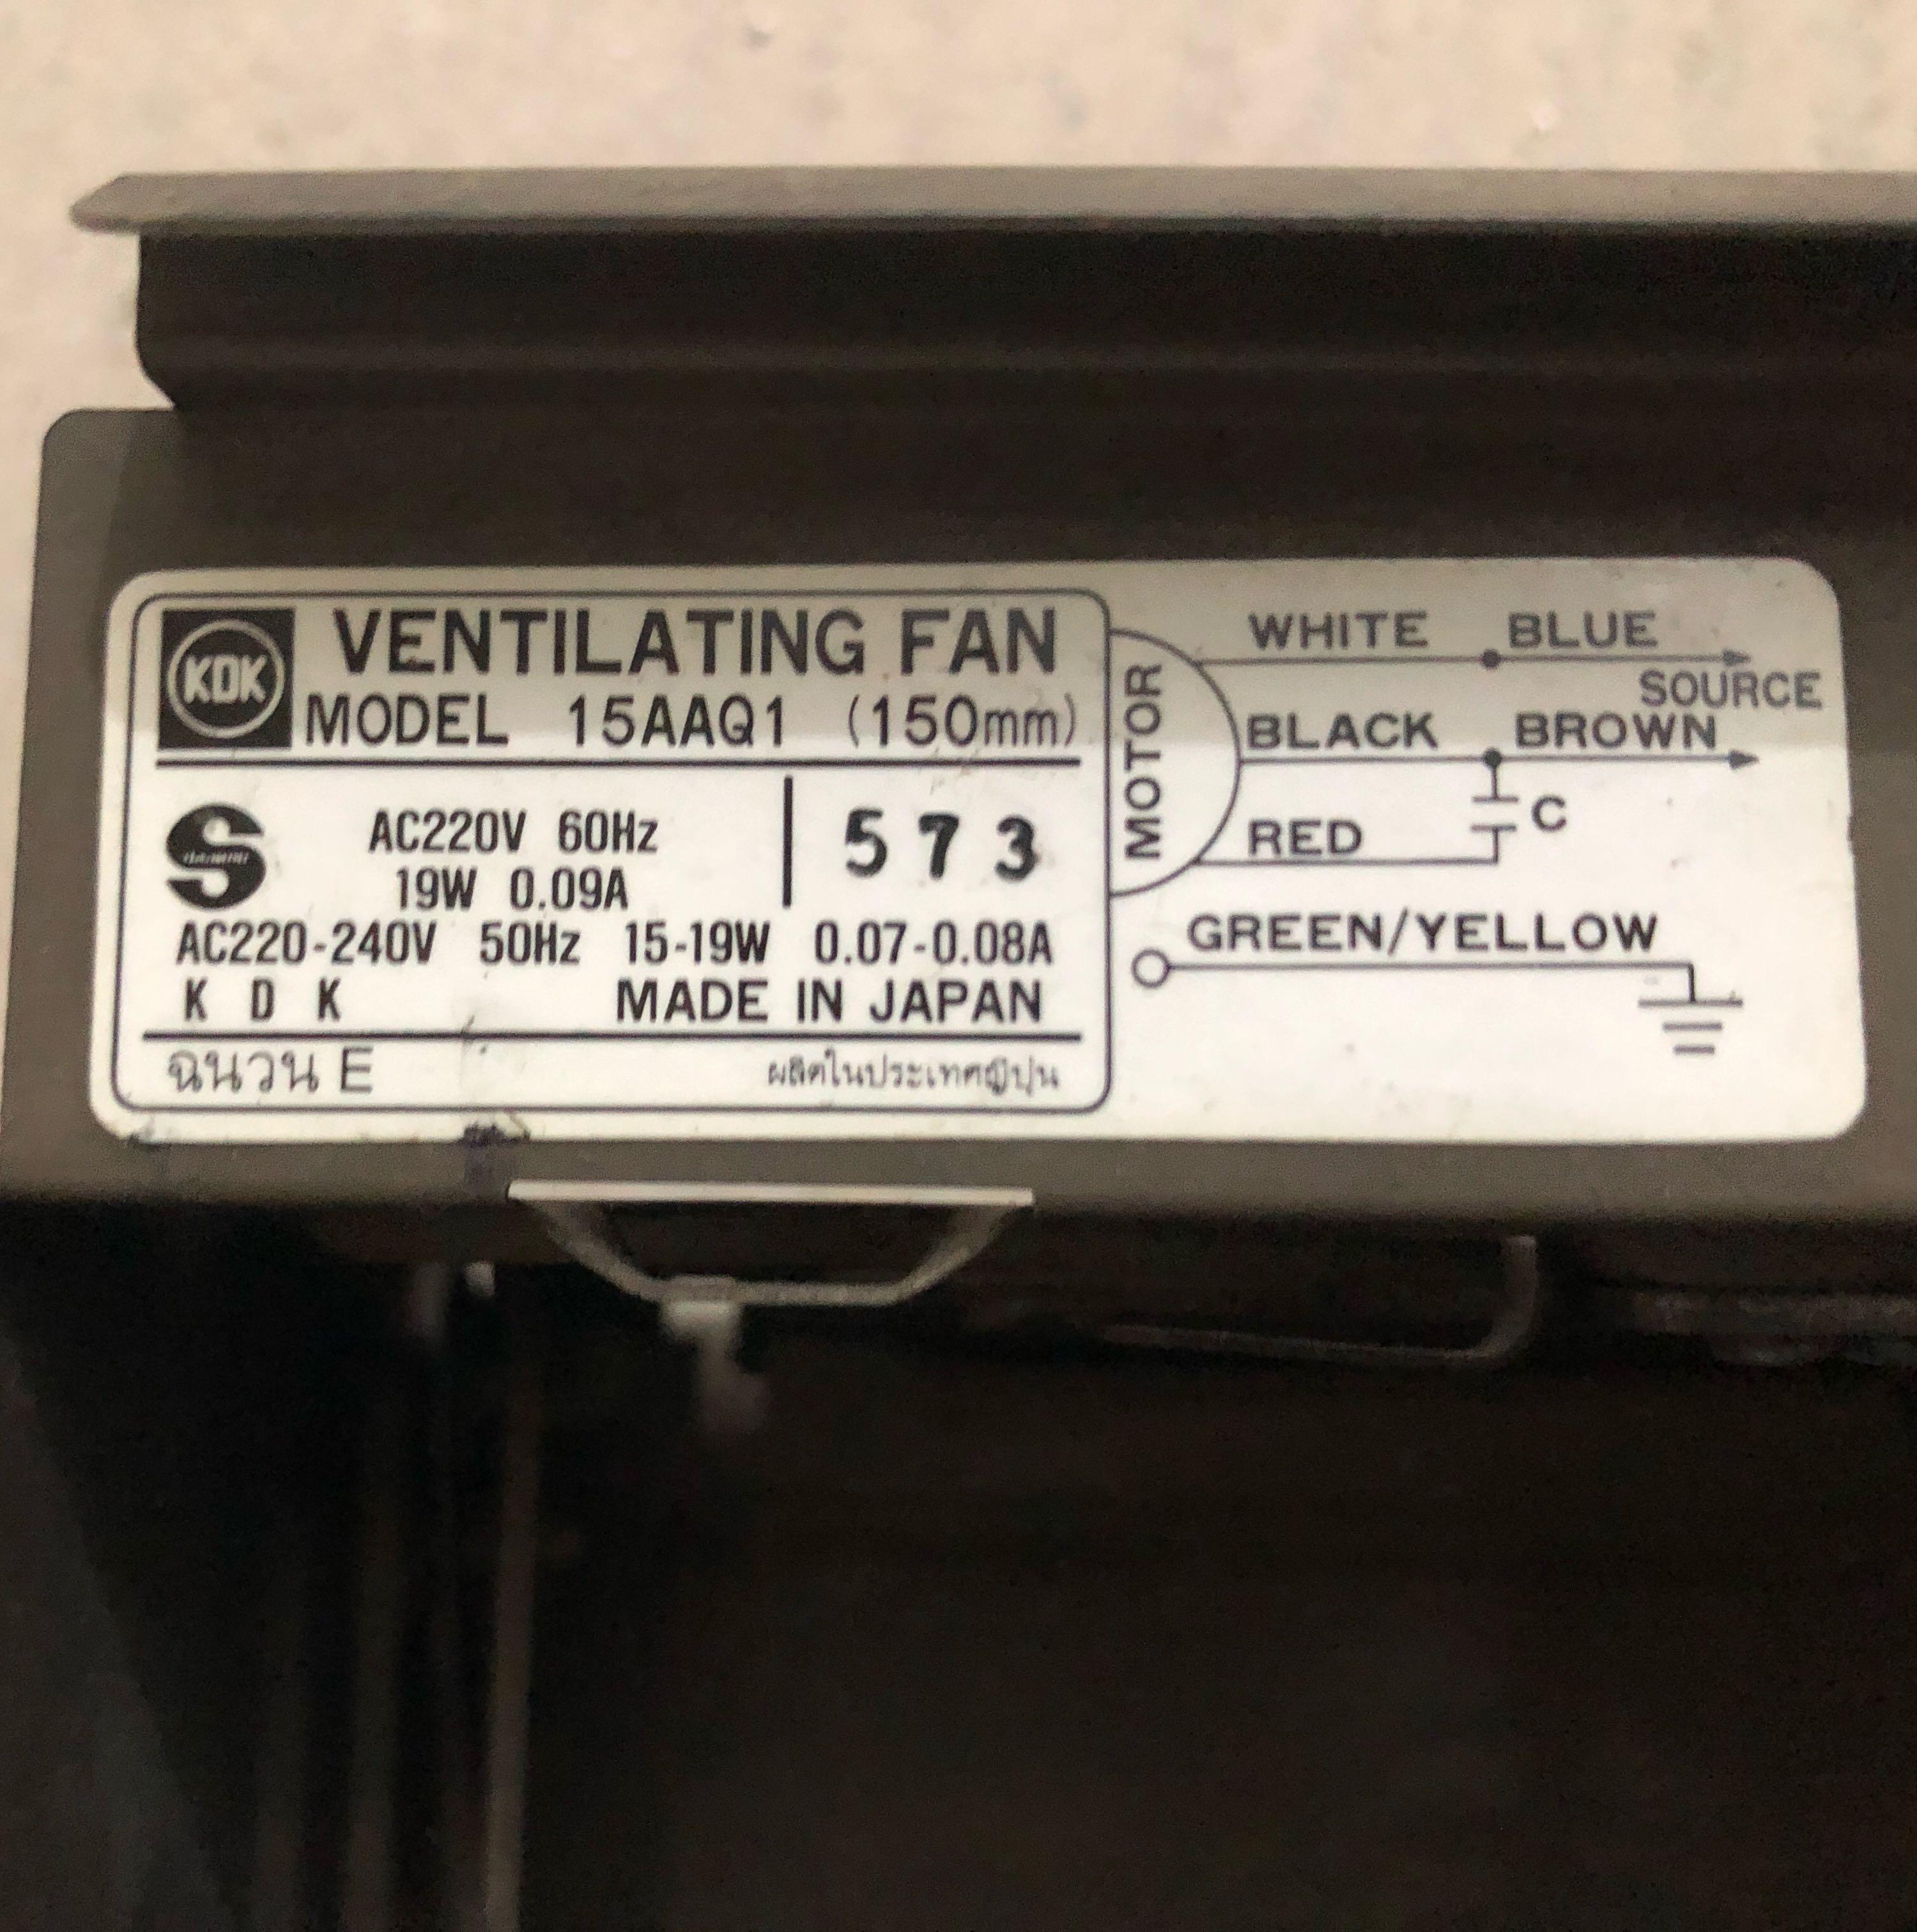 KDK
VENTILATING FAN
MODEL 15AAQ1 (150mm)
S
AC220V 60Hz
19W 0.09A
573
AC220-240V 50Hz 15-19W 0.07-0.08A
K D K MADE IN JAPAN
ฉนวน E ผลิตในประเทศญี่ปุ่น
MOTOR
WHITE BLUE
SOURCE
BLACK BROWN
C
RED
GREEN/YELLOW